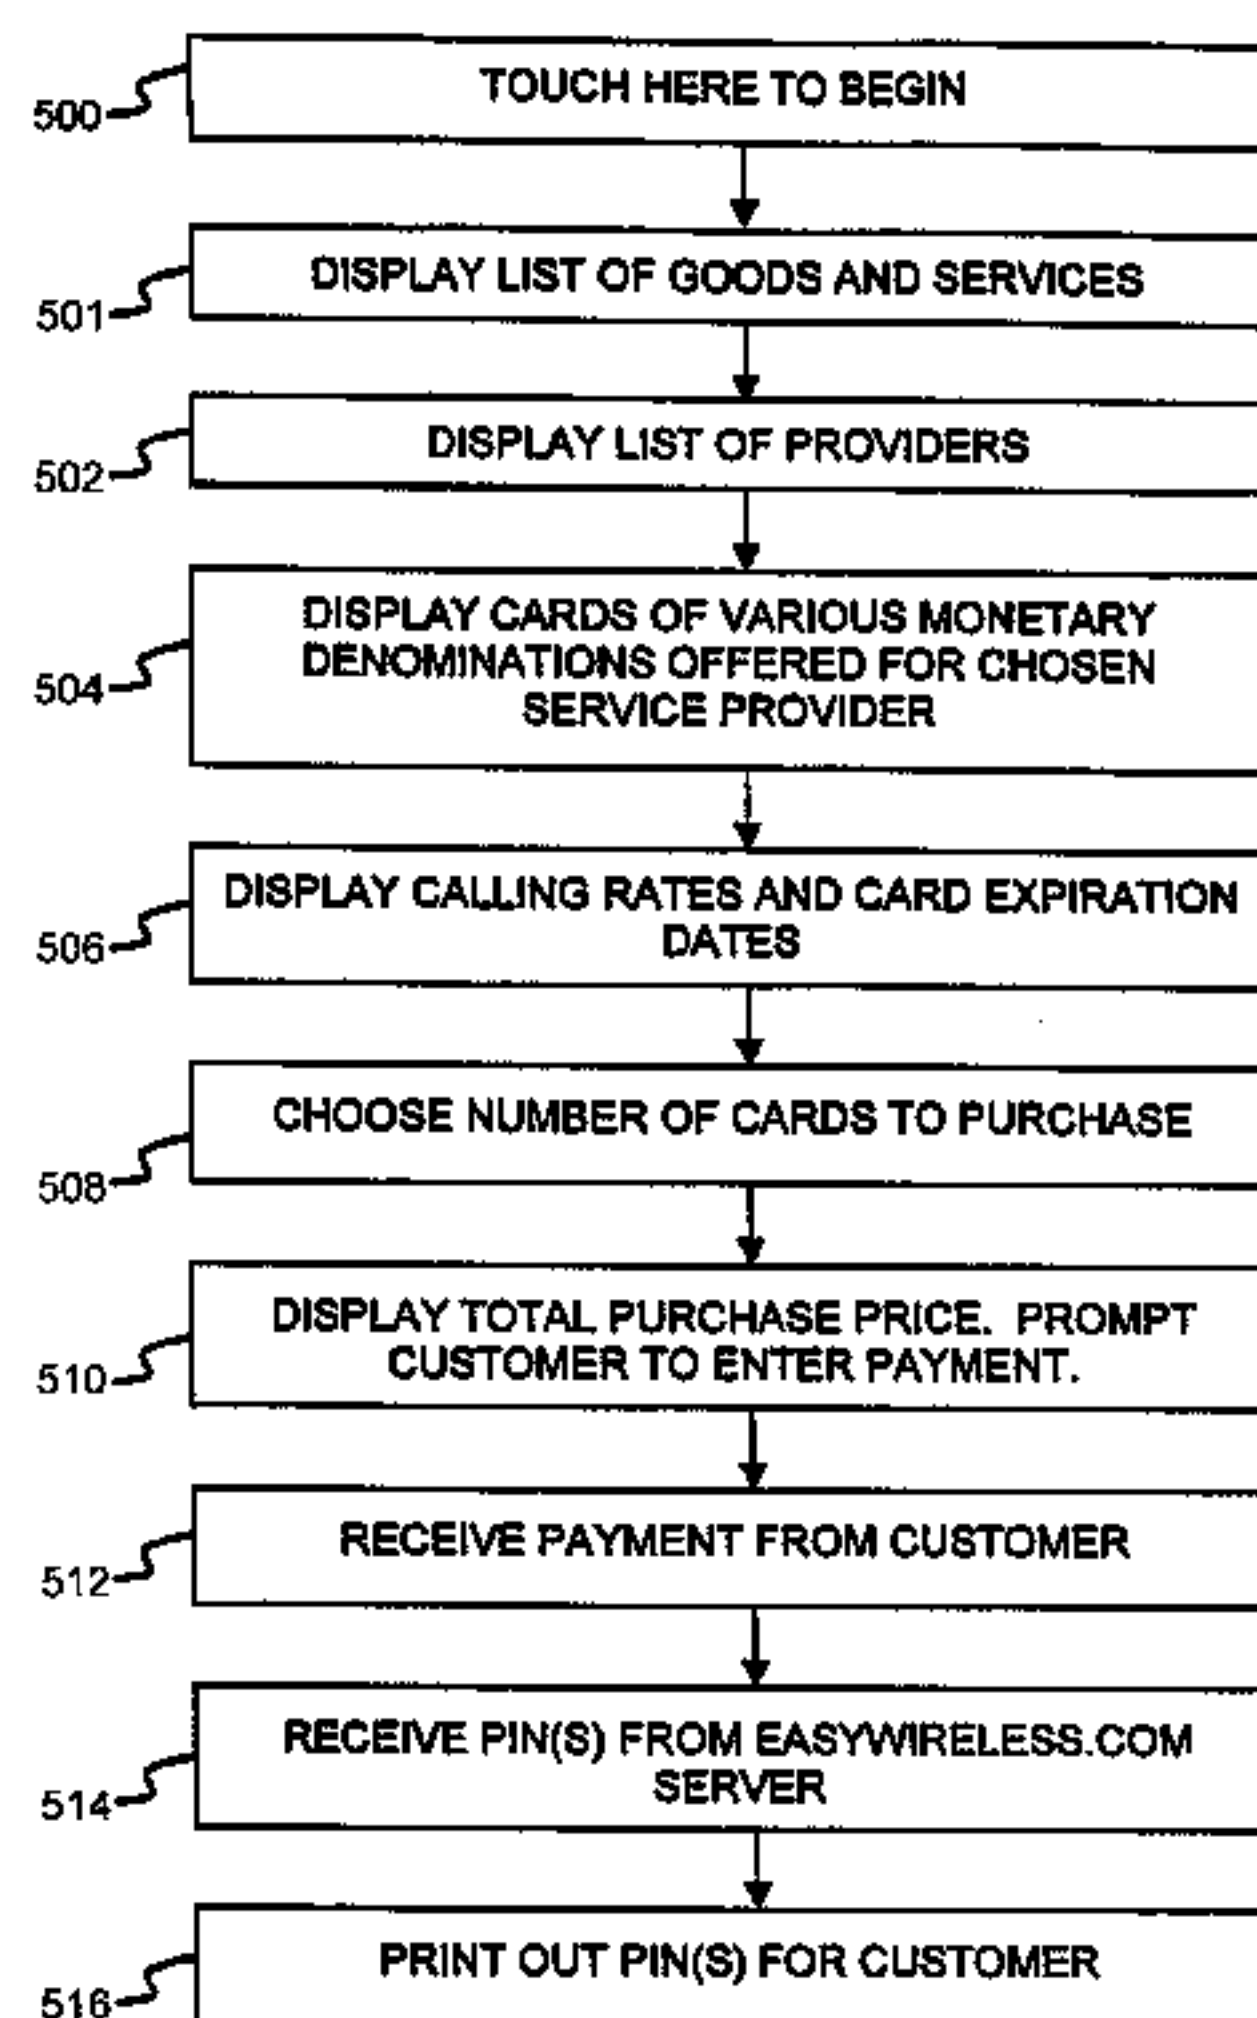 500
TOUCH HERE TO BEGIN
501
DISPLAY LIST OF GOODS AND SERVICES
502
DISPLAY LIST OF PROVIDERS
504
DISPLAY CARDS OF VARIOUS MONETARY
DENOMINATIONS OFFERED FOR CHOSEN
SERVICE PROVIDER
506
DISPLAY CALLING RATES AND CARD EXPIRATION
DATES
508
CHOOSE NUMBER OF CARDS TO PURCHASE
510
DISPLAY TOTAL PURCHASE PRICE. PROMPT
CUSTOMER TO ENTER PAYMENT.
512
RECEIVE PAYMENT FROM CUSTOMER
514
RECEIVE PIN(S) FROM EASYWIRELESS.COM
SERVER
516
PRINT OUT PIN(S) FOR CUSTOMER